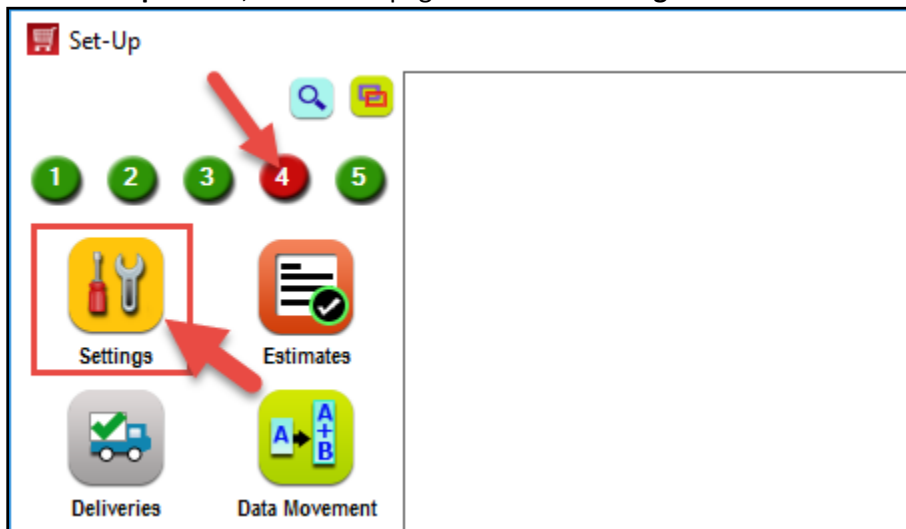 Set-Up
1 2 3 4 5
Settings Estimates
A A+B
Deliveries Data Movement